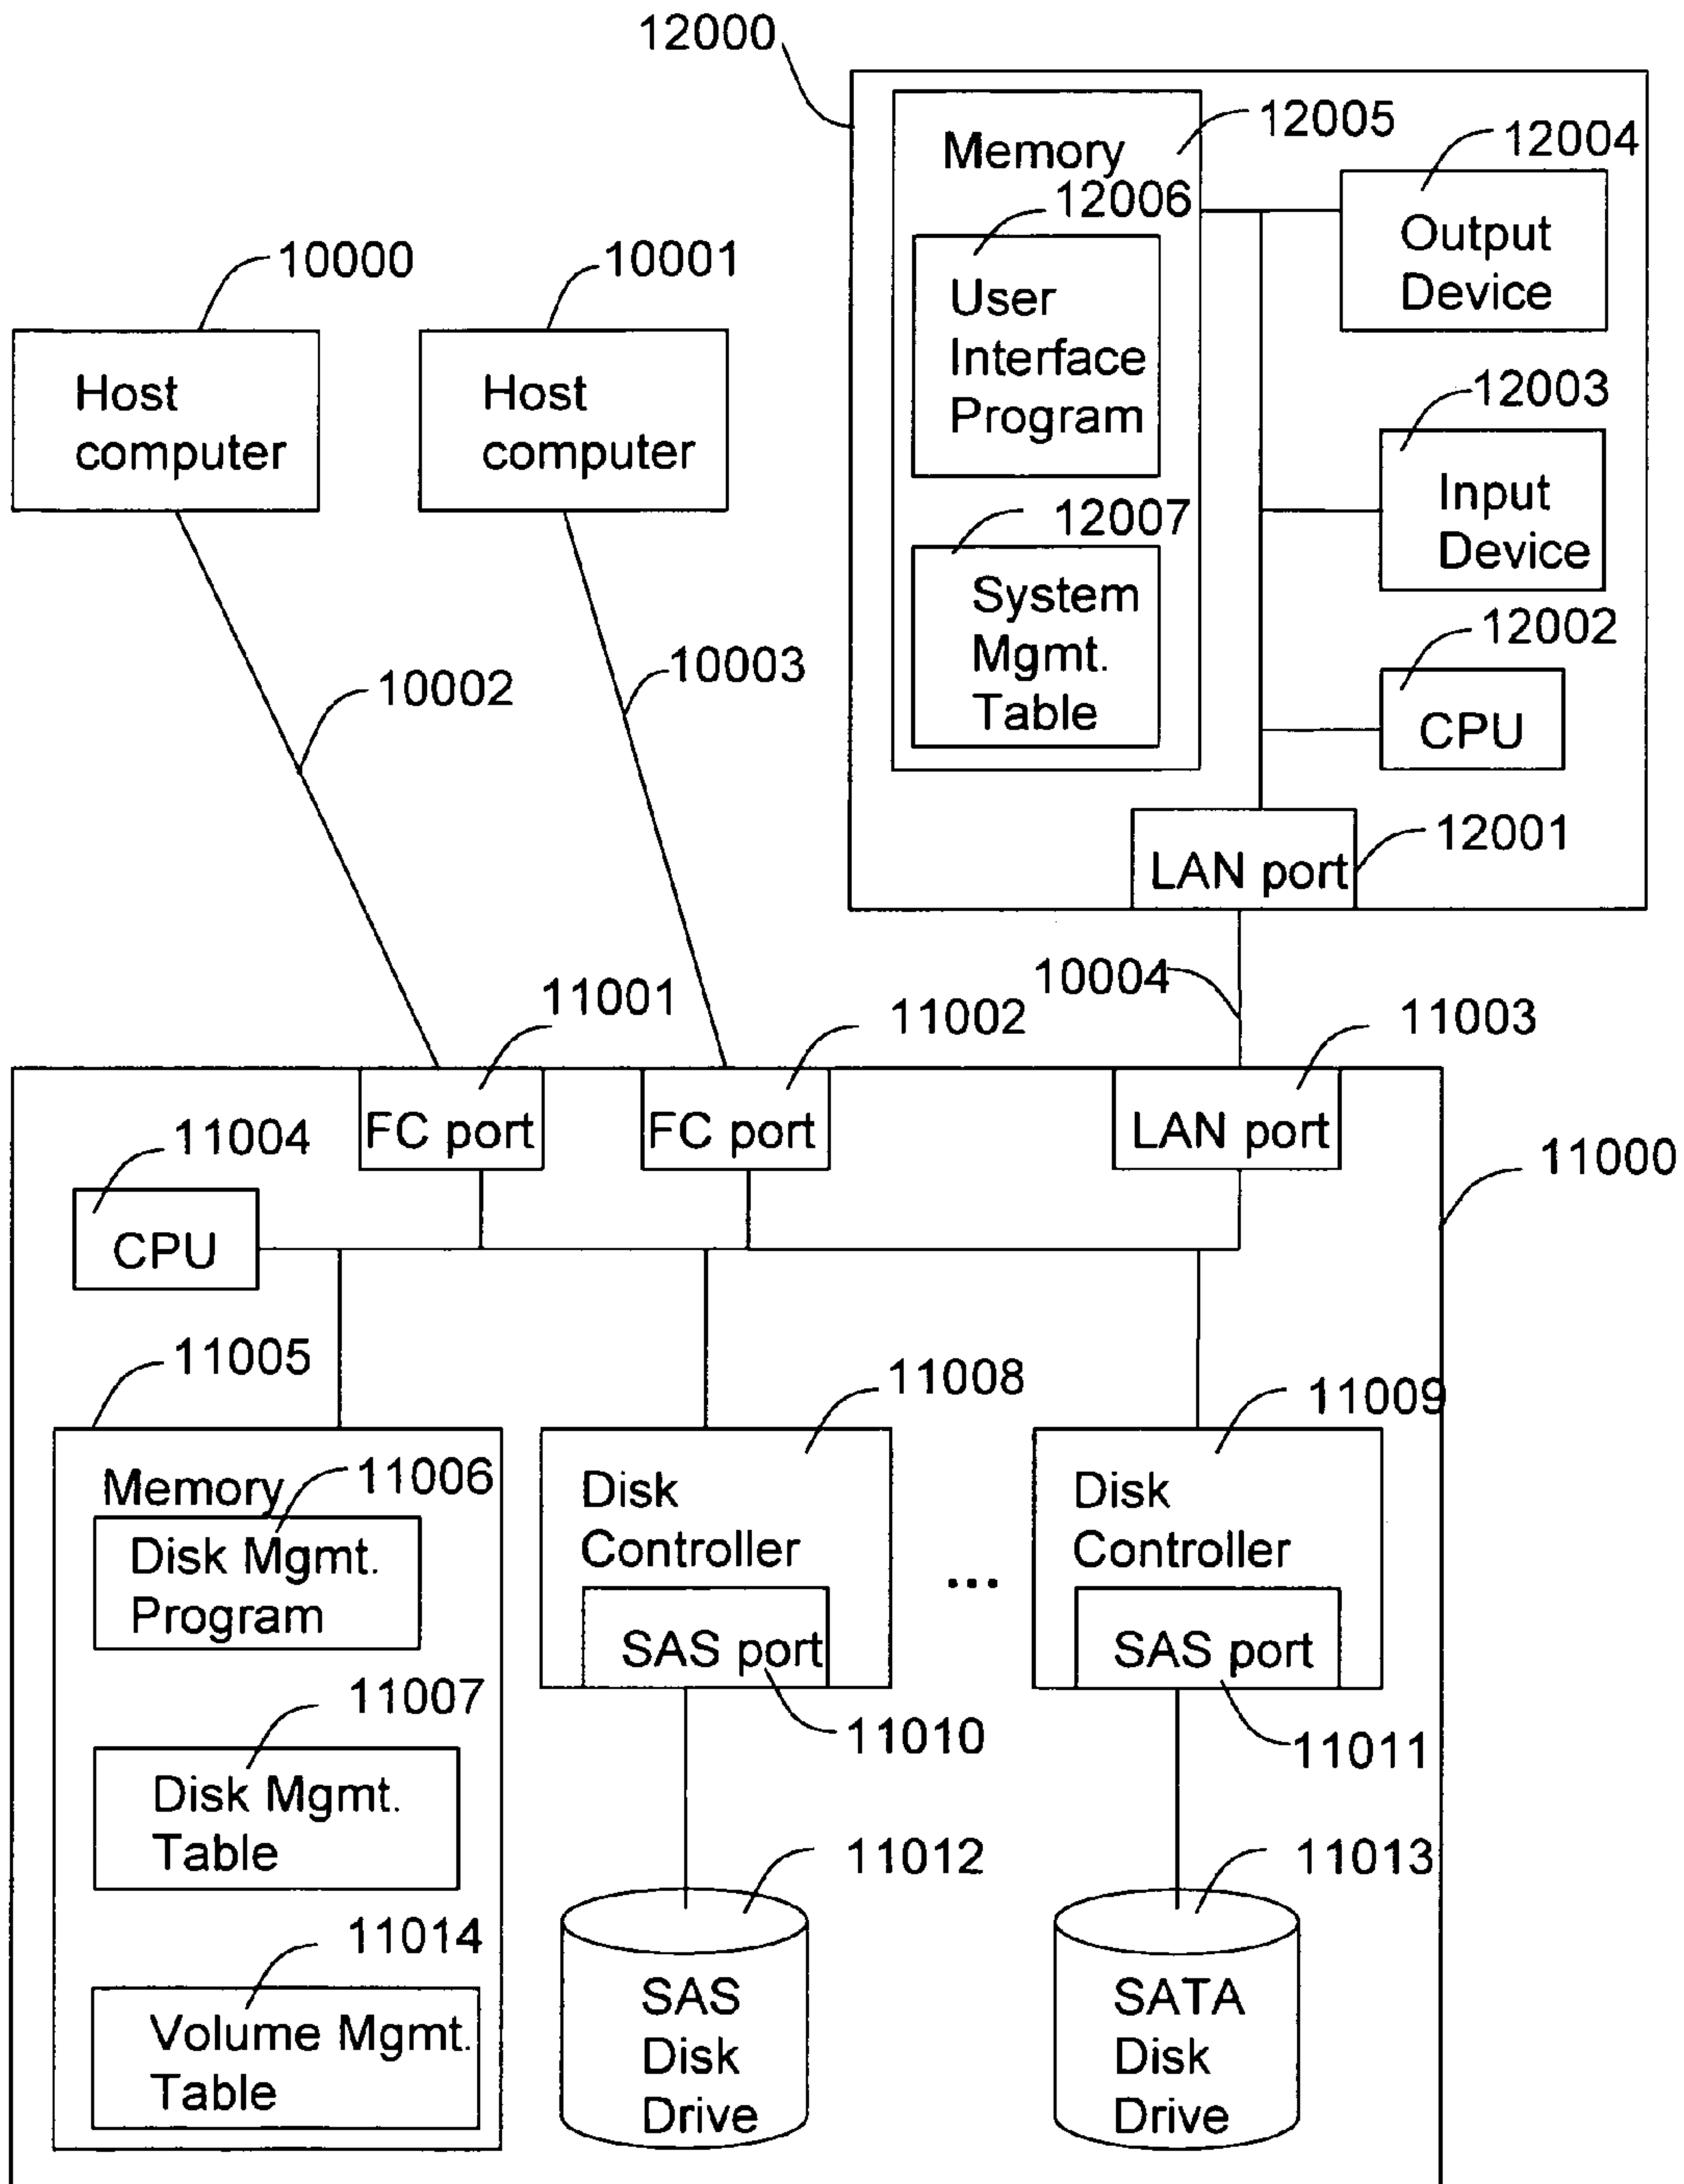 12000
Memory
12005
12004
12006
Output
Device
User
Interface
Program
10000
10001
12003
Host
computer
Host
computer
Input
Device
12007
System
Mgmt.
Table
12002
CPU
10002
10003
12001
LAN port
10004
11001
11002
11003
FC port
FC port
LAN port
11000
11004
CPU
11005
11008
11009
Memory
11006
Disk Mgmt.
Program
Disk
Controller
...
Disk
Controller
SAS port
SAS port
11007
11010
11011
Disk Mgmt.
Table
11012
11013
11014
Volume Mgmt.
Table
SAS
Disk
Drive
SATA
Disk
Drive